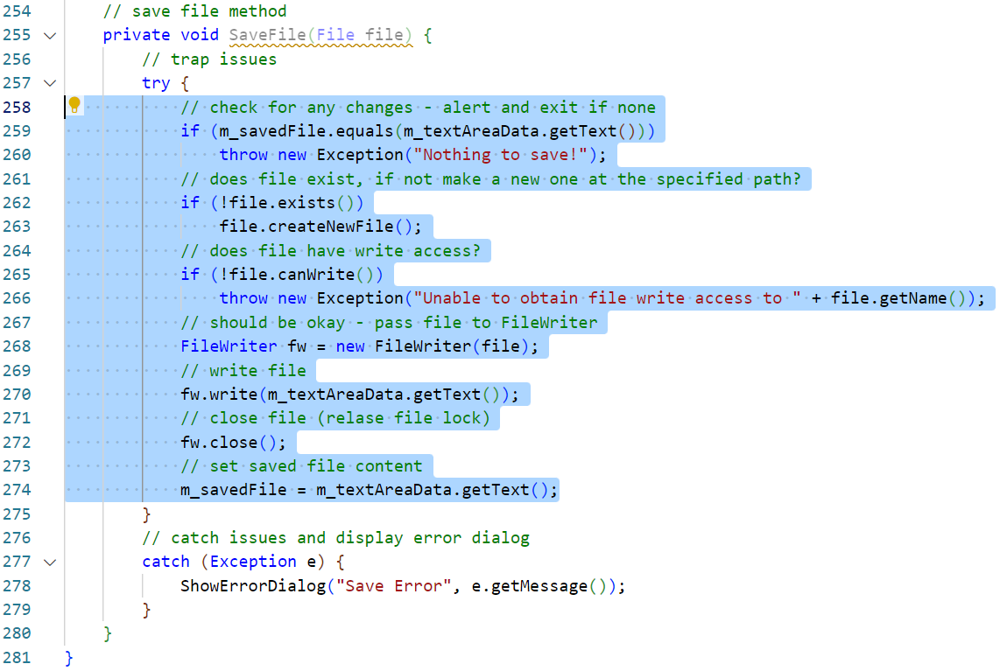 254 // save file method
255 private void SaveFile(File file) {
256 // trap issues
257 try {
258 // check for any changes - alert and exit if none
259 if (m_savedFile.equals(m_textAreaData.getText()))
260 throw new Exception("Nothing to save!");
261 // does file exist, if not make a new one at the specified path?
262 if (!file.exists())
263 file.createNewFile();
264 // does file have write access?
265 if (!file.canWrite())
266 throw new Exception("Unable to obtain file write access to " + file.getName());
267 // should be okay - pass file to FileWriter
268 FileWriter fw = new FileWriter(file);
269 // write file
270 fw.write(m_textAreaData.getText());
271 // close file (relase file lock)
272 fw.close();
273 // set saved file content
274 m_savedFile = m_textAreaData.getText();
275 }
276 // catch issues and display error dialog
277 catch (Exception e) {
278 ShowErrorDialog("Save Error", e.getMessage());
279 }
280 }
281 }